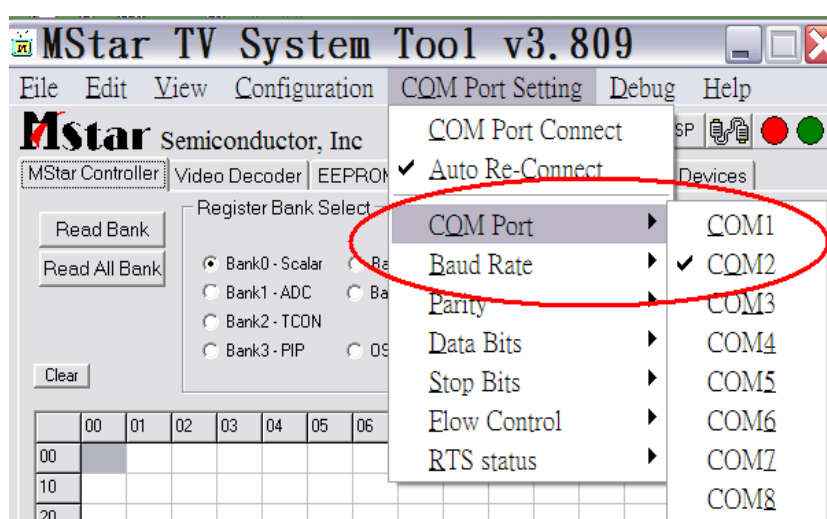 MStar TV System Tool v3.809
File Edit View Configuration COM Port Setting Debug Help
MStar Semiconductor, Inc
SP
MStar Controller Video Decoder EEPROM Devices
COM Port Connect
Auto Re-Connect
COM Port
Baud Rate
Parity
Data Bits
Stop Bits
Flow Control
RTS status
COM1
COM2
COM3
COM4
COM5
COM6
COM7
COM8
Read Bank
Read All Bank
Clear
Register Bank Select
Bank0 - Scalar Ba
Bank1 - ADC Ba
Bank2 - TCON
Bank3 - PIP OS
00 01 02 03 04 05 06
00
10
20